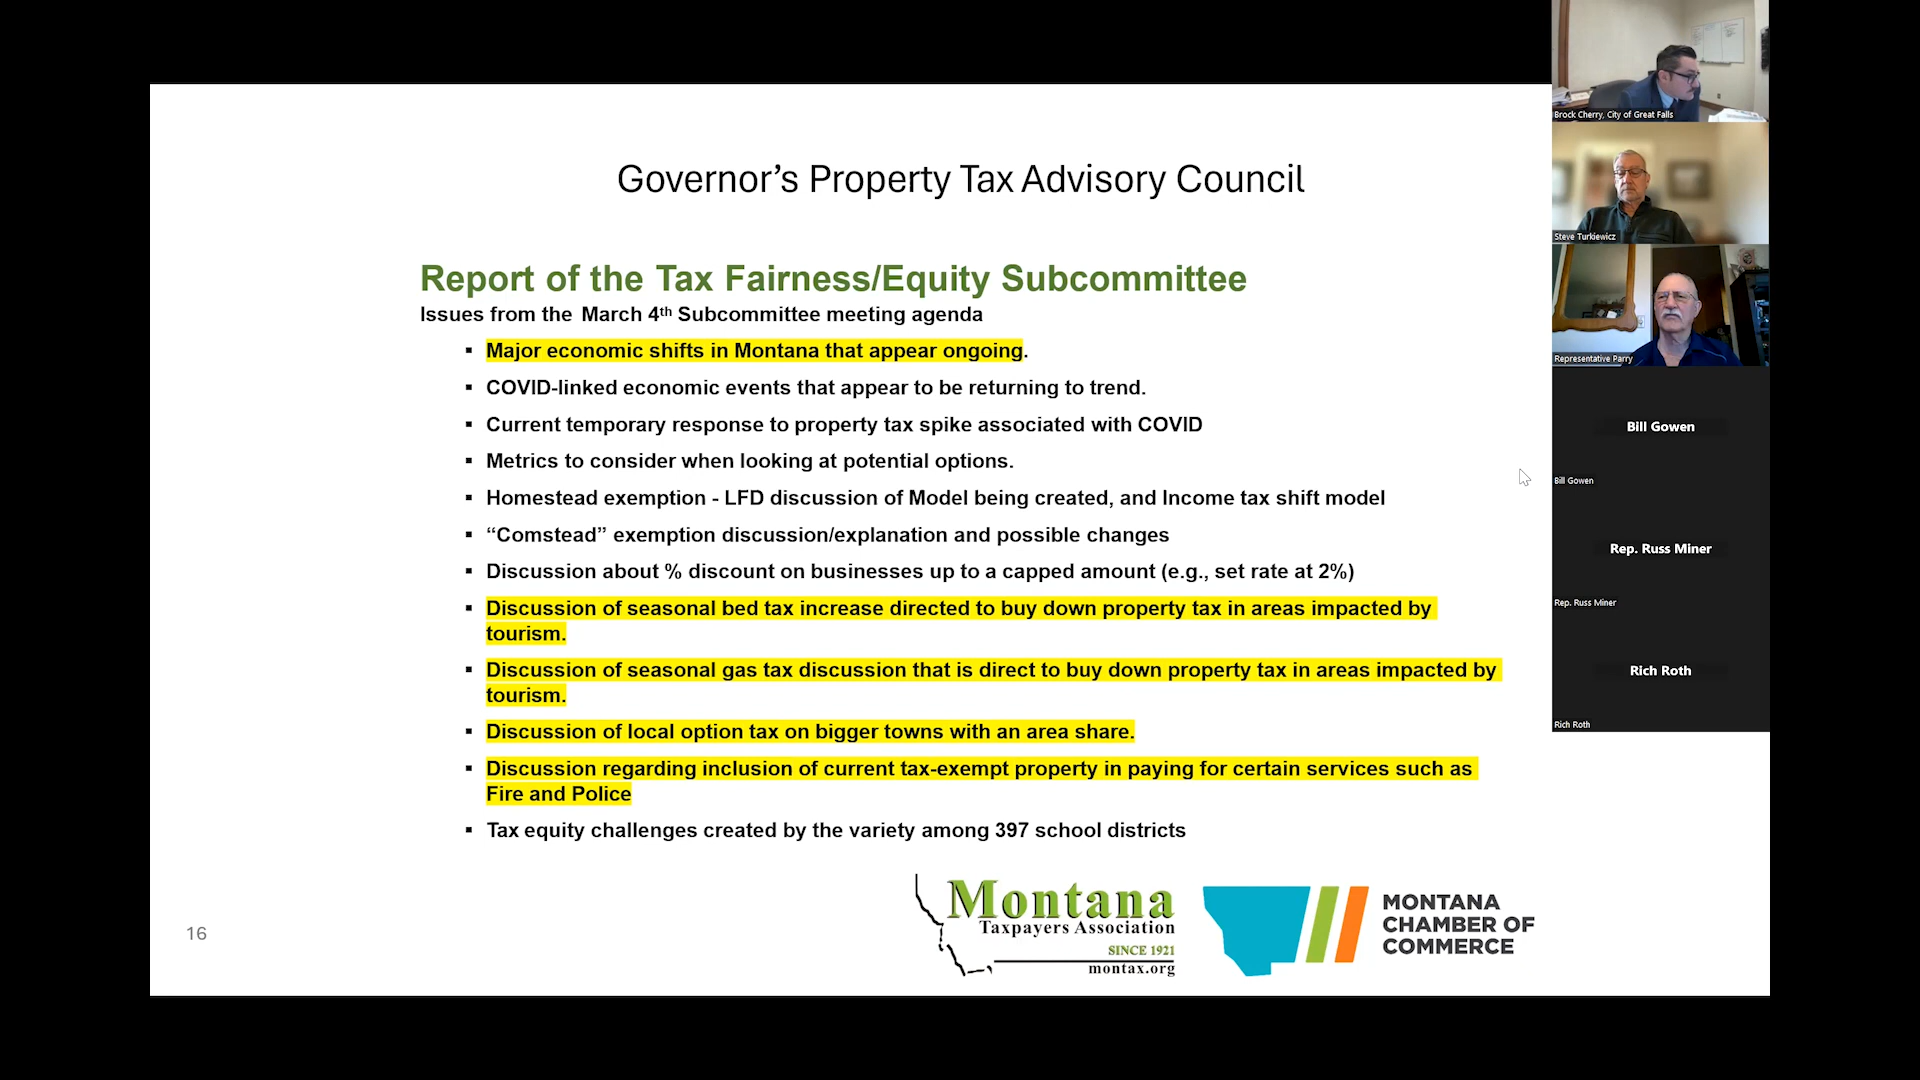 Governor's Property Tax Advisory Council
Report of the Tax Fairness/Equity Subcommittee
Issues from the March 4th Subcommittee meeting agenda
▪ Major economic shifts in Montana that appear ongoing.
▪ COVID-linked economic events that appear to be returning to trend.
▪ Current temporary response to property tax spike associated with COVID
▪ Metrics to consider when looking at potential options.
▪ Homestead exemption - LFD discussion of Model being created, and Income tax shift model
▪ “Comstead” exemption discussion/explanation and possible changes
▪ Discussion about % discount on businesses up to a capped amount (e.g., set rate at 2%)
▪ Discussion of seasonal bed tax increase directed to buy down property tax in areas impacted by
tourism.
▪ Discussion of seasonal gas tax discussion that is direct to buy down property tax in areas impacted by
tourism.
▪ Discussion of local option tax on bigger towns with an area share.
▪ Discussion regarding inclusion of current tax-exempt property in paying for certain services such as
Fire and Police
▪ Tax equity challenges created by the variety among 397 school districts
16
Montana
Taxpayers Association
SINCE 1921
montax.org
MONTANA
CHAMBER OF
COMMERCE
Brock Cherry, City of Great Falls
Steve Turkiewicz
Representative Parry
Bill Gowen
Bill Gowen
Rep. Russ Miner
Rep. Russ Miner
Rich Roth
Rich Roth